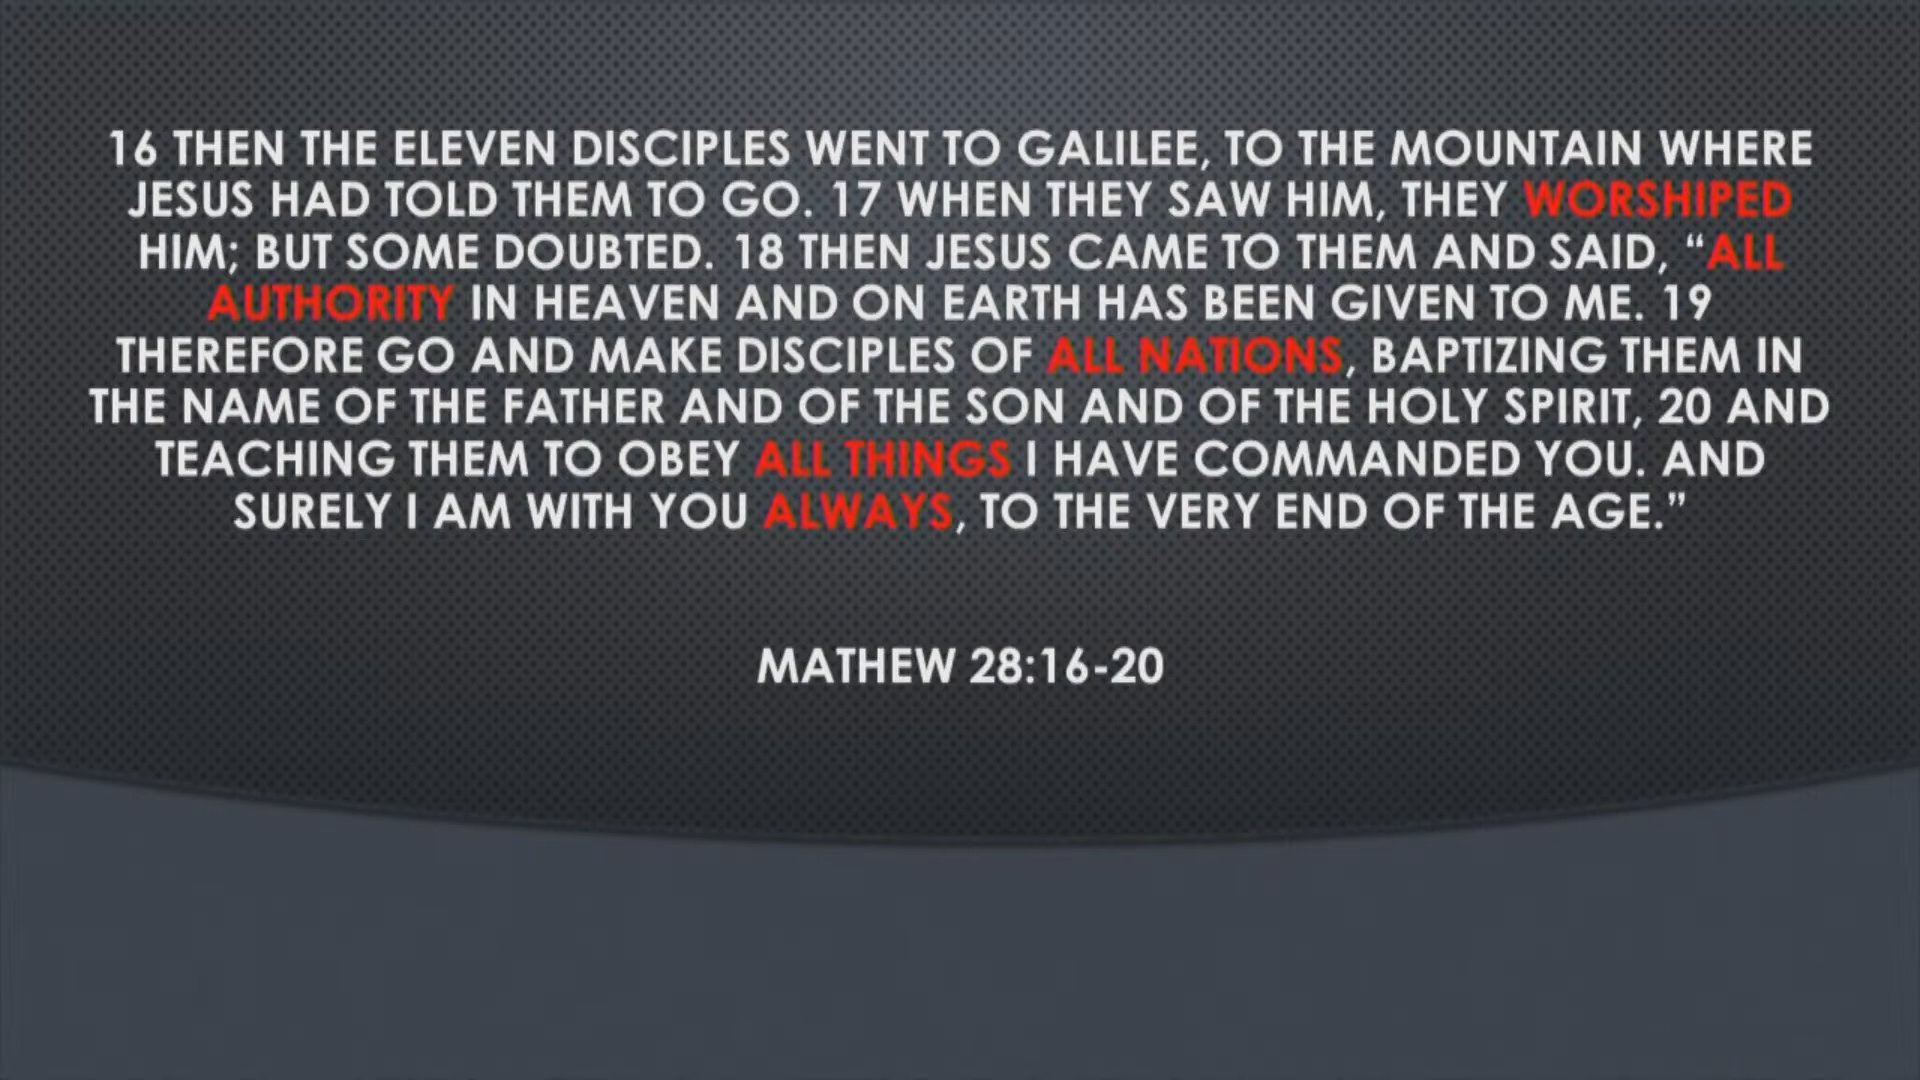 16 THEN THE ELEVEN DISCIPLES WENT TO GALILEE, TO THE MOUNTAIN WHERE
JESUS HAD TOLD THEM TO GO. 17 WHEN THEY SAW HIM, THEY WORSHIPED
HIM; BUT SOME DOUBTED. 18 THEN JESUS CAME TO THEM AND SAID, “ALL
AUTHORITY IN HEAVEN AND ON EARTH HAS BEEN GIVEN TO ME. 19
THEREFORE GO AND MAKE DISCIPLES OF ALL NATIONS, BAPTIZING THEM IN
THE NAME OF THE FATHER AND OF THE SON AND OF THE HOLY SPIRIT, 20 AND
TEACHING THEM TO OBEY ALL THINGS I HAVE COMMANDED YOU. AND
SURELY I AM WITH YOU ALWAYS, TO THE VERY END OF THE AGE.”
MATHEW 28:16-20